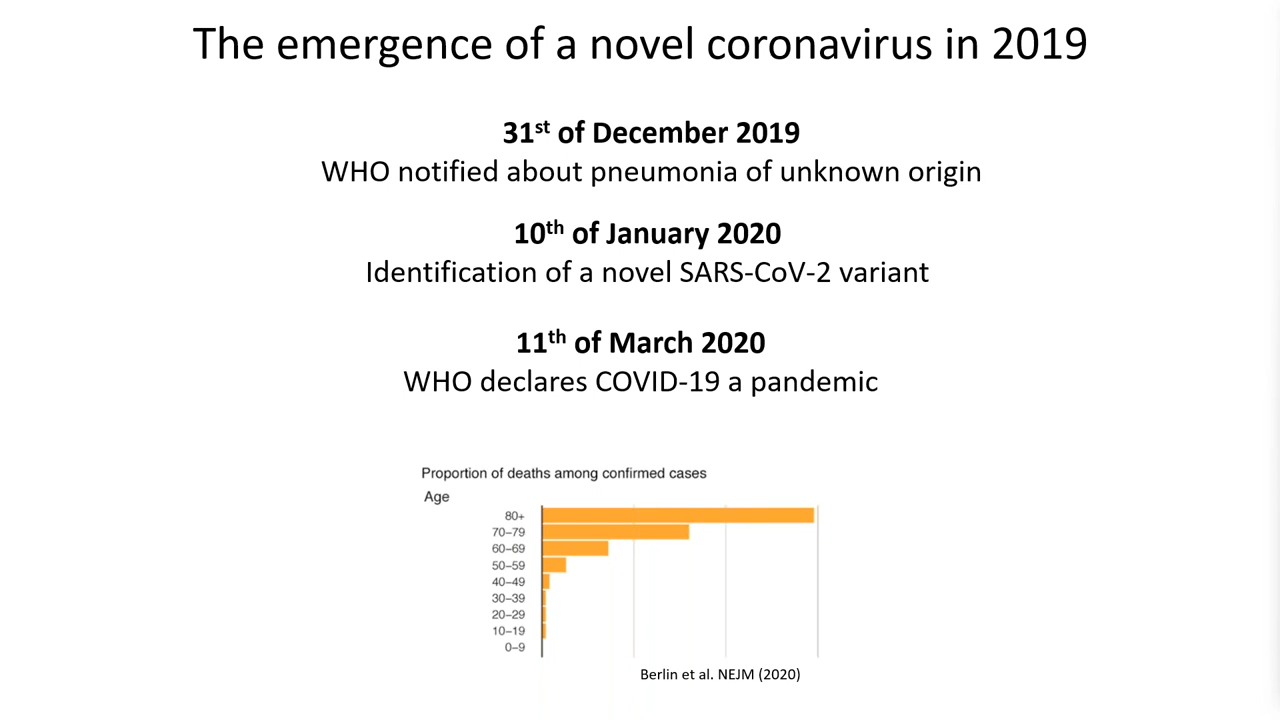 The emergence of a novel coronavirus in 2019
31st of December 2019
WHO notified about pneumonia of unknown origin
10th of January 2020
Identification of a novel SARS-CoV-2 variant
11th of March 2020
WHO declares COVID-19 a pandemic
Proportion of deaths among confirmed cases
Age
80+
70–79
60–69
50–59
40–49
30–39
20–29
10–19
0–9
Berlin et al. NEJM (2020)